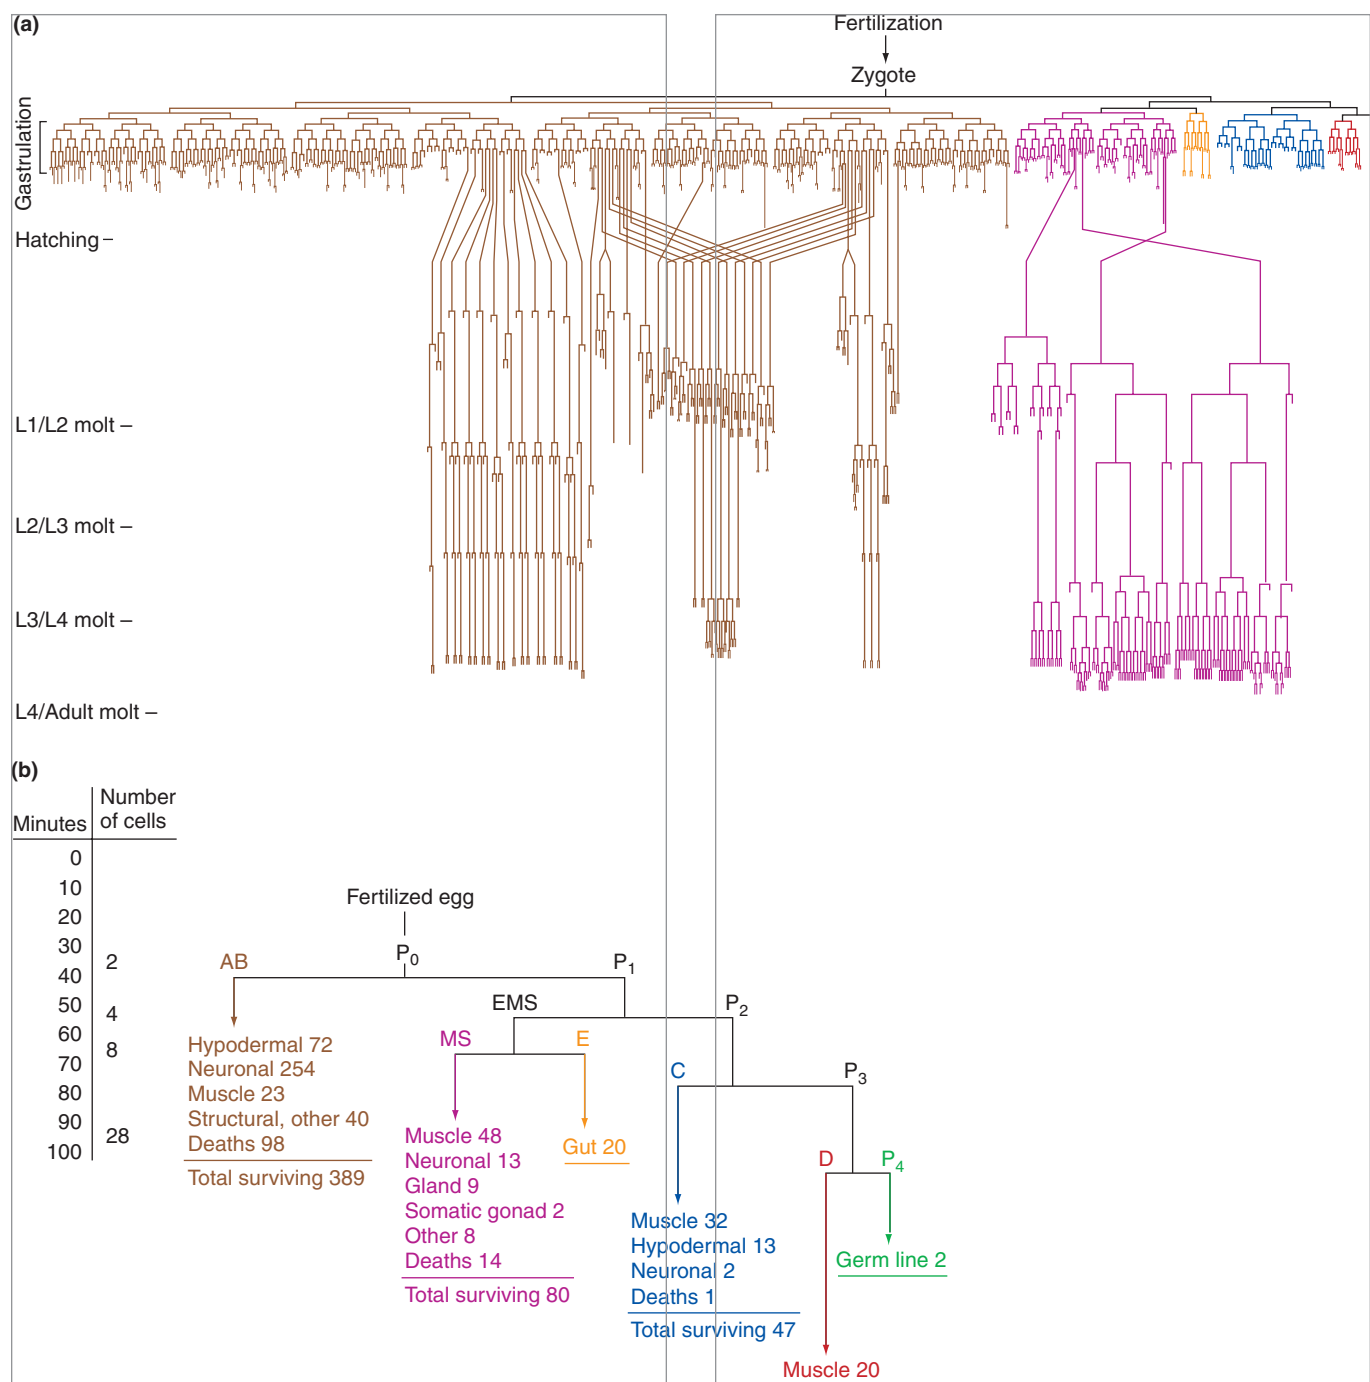 (a)
Fertilization
Zygote
Gastrulation
Hatching –
L1/L2 molt –
L2/L3 molt –
L3/L4 molt –
L4/Adult molt –
(b)
Minutes
Number
of cells
0
10
20
30
40
50
60
70
80
90
100
2
4
8
28
Fertilized egg
P0
AB
P1
EMS
P2
MS
E
C
P3
D
P4
Hypodermal 72
Neuronal 254
Muscle 23
Structural, other 40
Deaths 98
Total surviving 389
Muscle 48
Neuronal 13
Gland 9
Somatic gonad 2
Other 8
Deaths 14
Total surviving 80
Gut 20
Muscle 32
Hypodermal 13
Neuronal 2
Deaths 1
Total surviving 47
Germ line 2
Muscle 20